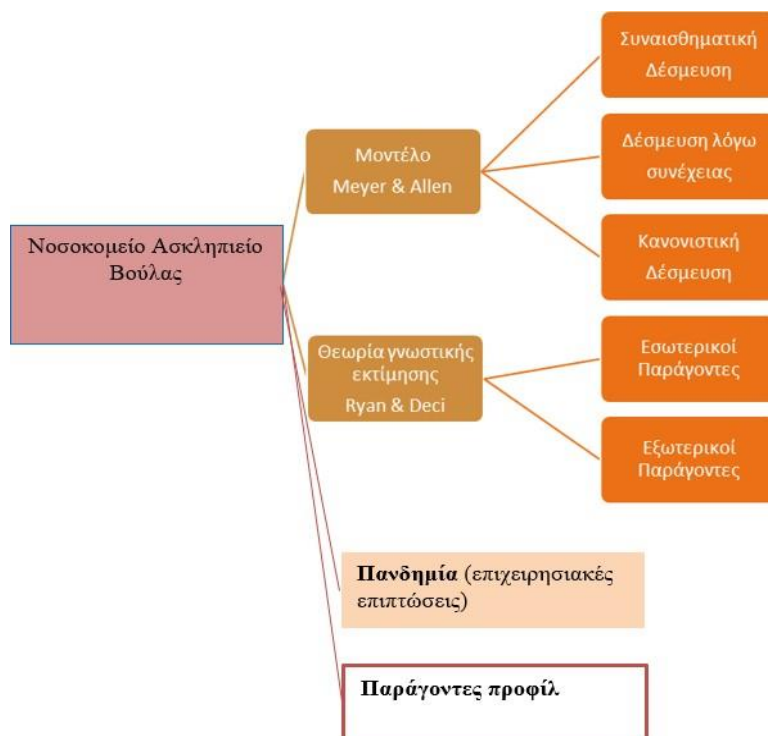 Συναισθηματική
Δέσμευση
Μοντέλο
Meyer & Allen
Δέσμευση λόγω
συνέχειας
Νοσοκομείο Ασκληπιείο
Βούλας
Κανονιστική
Δέσμευση
Θεωρία γνωστικής
εκτίμησης
Ryan & Deci
Εσωτερικοί
Παράγοντες
Εξωτερικοί
Παράγοντες
Πανδημία (επιχειρησιακές
επιπτώσεις)
Παράγοντες προφίλ